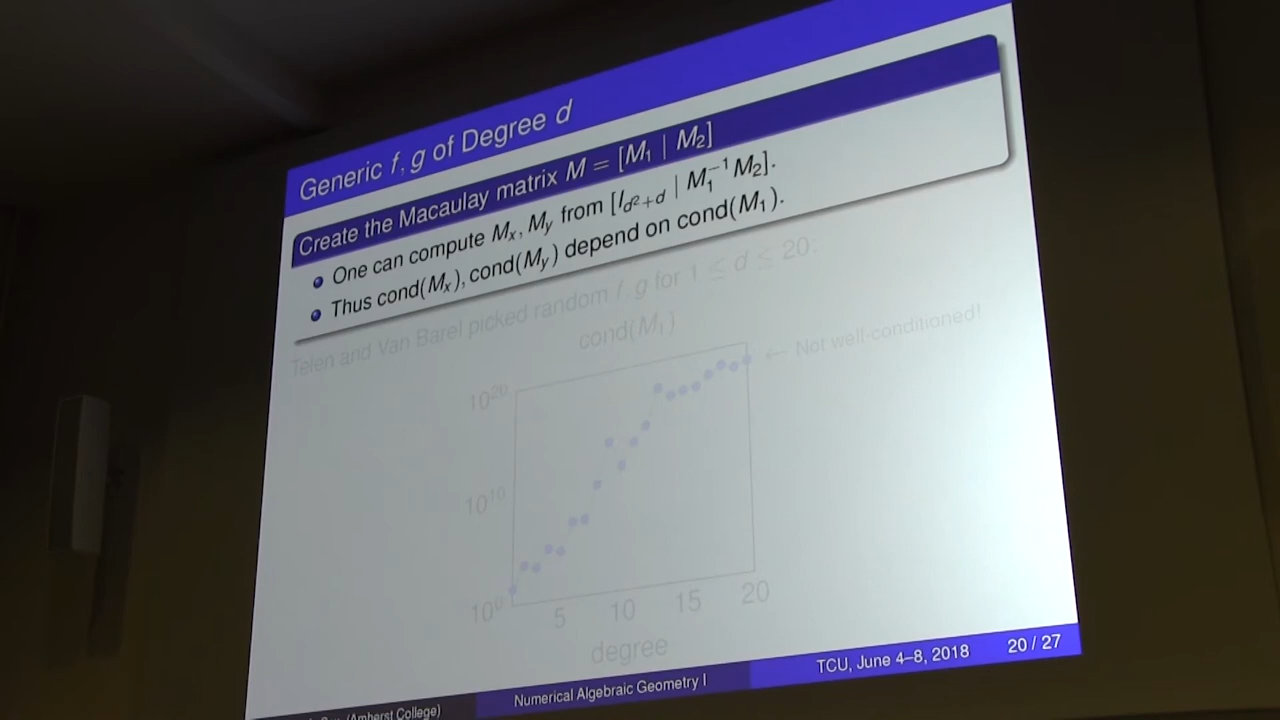 Generic f, g of Degree d
Create the Macaulay matrix M = [M₁ | M₂]
One can compute Mₓ, Mᵧ from [I_{d²+d} | M₁⁻¹M₂].
Thus cond(Mₓ), cond(Mᵧ) depend on cond(M₁).
Telen and Van Barel picked random f, g for 1 ≤ d ≤ 20:
cond(M₁)
← Not well-conditioned!
10²⁰
10¹⁰
10⁰
5 10 15 20
degree
(Amherst College)
Numerical Algebraic Geometry I
TCU, June 4–8, 2018
20 / 27